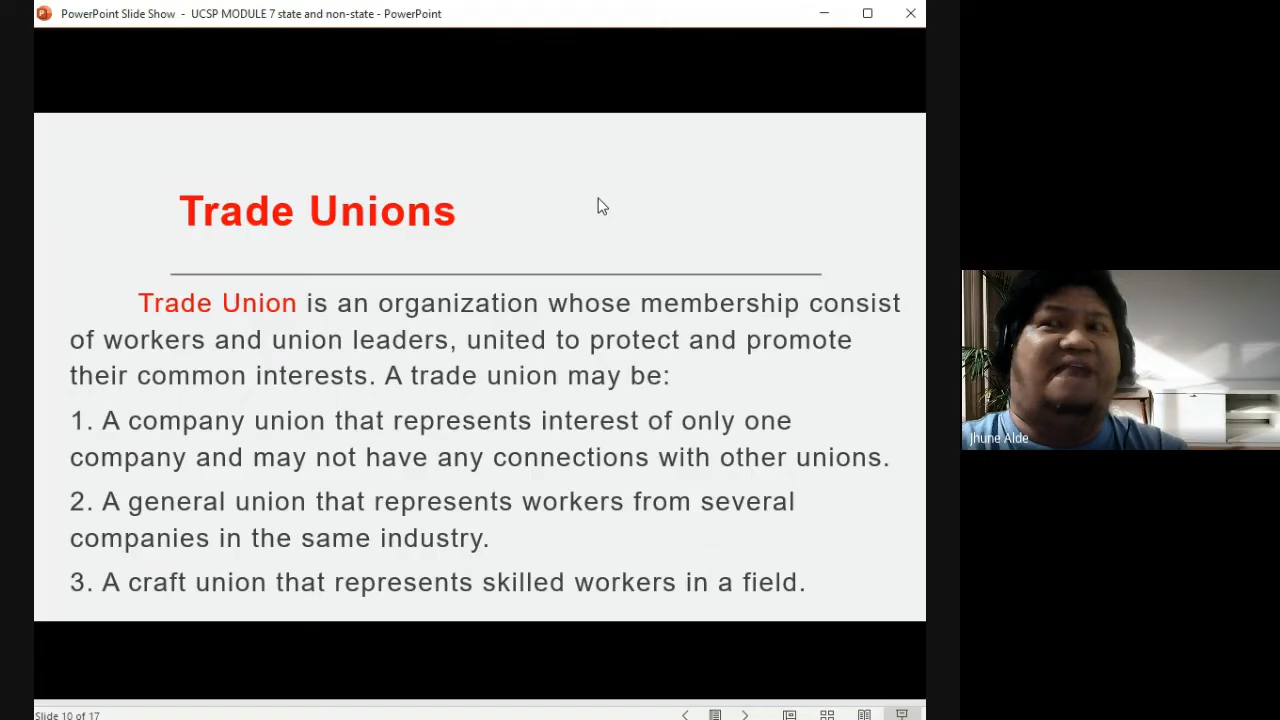 PowerPoint Slide Show - UCSP MODULE 7 state and non-state - PowerPoint
Trade Unions
Trade Union is an organization whose membership consist
of workers and union leaders, united to protect and promote
their common interests. A trade union may be:
1. A company union that represents interest of only one
company and may not have any connections with other unions.
2. A general union that represents workers from several
companies in the same industry.
3. A craft union that represents skilled workers in a field.
Jhune Alde
Slide 10 of 17